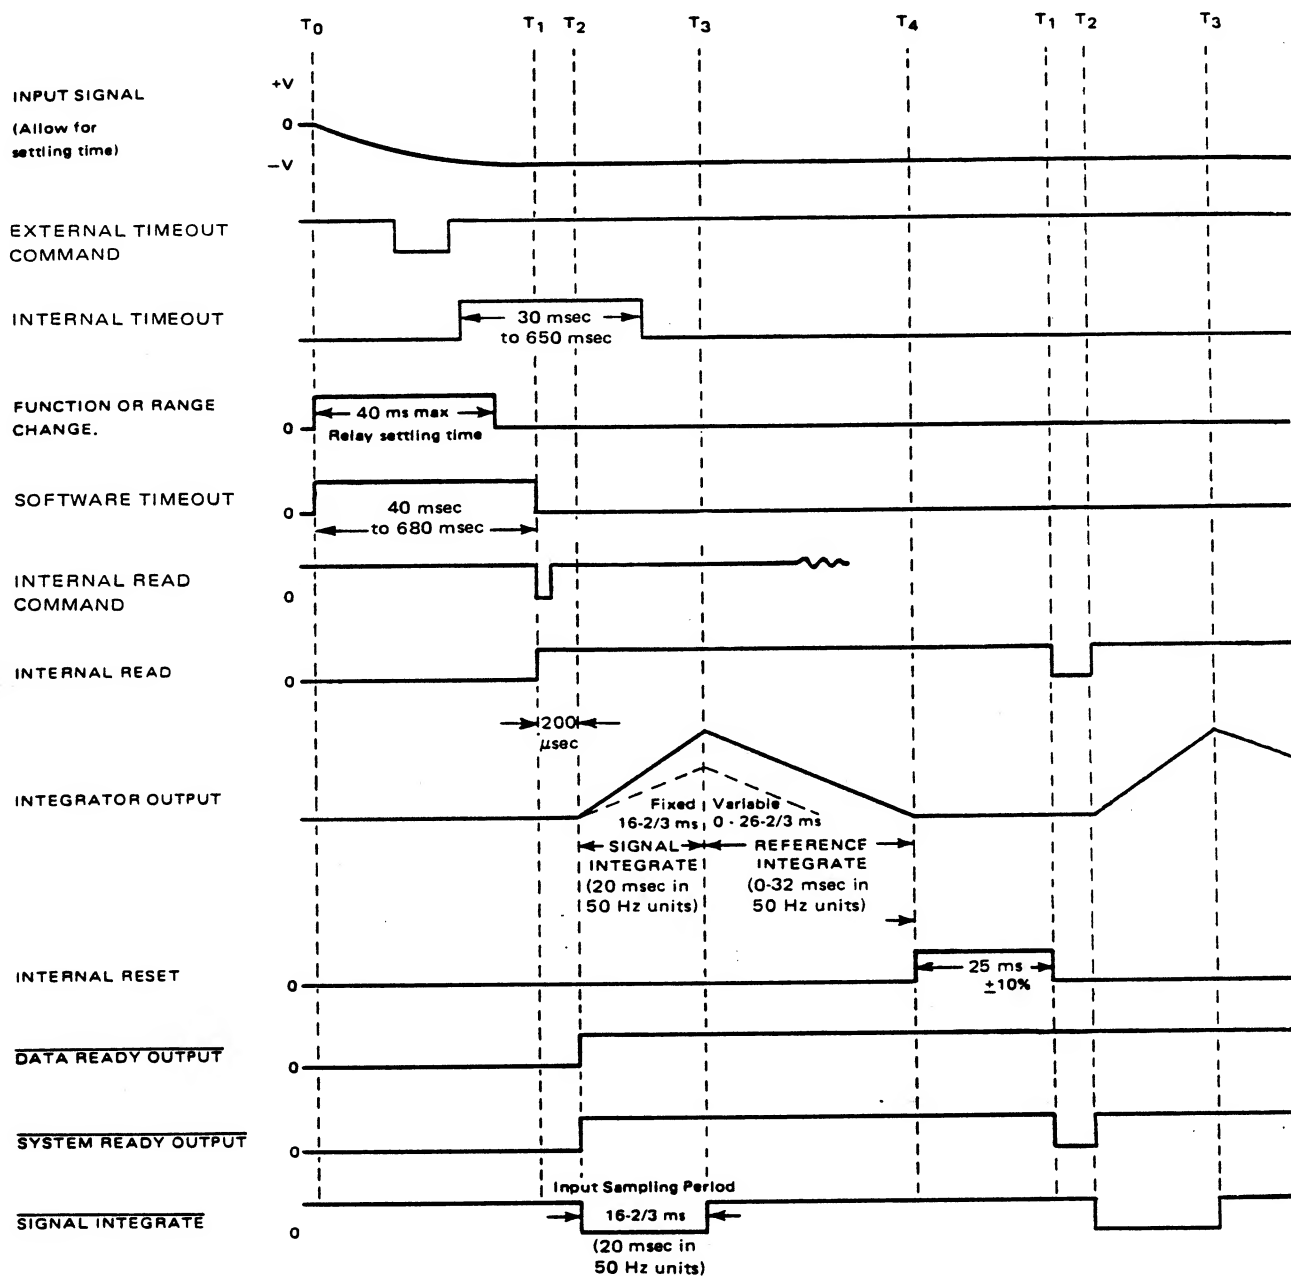 T0 T1 T2 T3 T4 T1 T2 T3
INPUT SIGNAL
(Allow for
settling time)
+V
0
−V
EXTERNAL TIMEOUT
COMMAND
INTERNAL TIMEOUT
30 msec
to 650 msec
FUNCTION OR RANGE
CHANGE.
0
40 ms max
Relay settling time
SOFTWARE TIMEOUT
0
40 msec
to 680 msec
INTERNAL READ
COMMAND
0
INTERNAL READ
0
200
μsec
INTEGRATOR OUTPUT
Fixed
16-2/3 ms
Variable
0 - 26-2/3 ms
SIGNAL
INTEGRATE
(20 msec in
50 Hz units)
REFERENCE
INTEGRATE
(0-32 msec in
50 Hz units)
INTERNAL RESET
0
25 ms
±10%
DATA READY OUTPUT
0
SYSTEM READY OUTPUT
0
SIGNAL INTEGRATE
0
Input Sampling Period
16-2/3 ms
(20 msec in
50 Hz units)